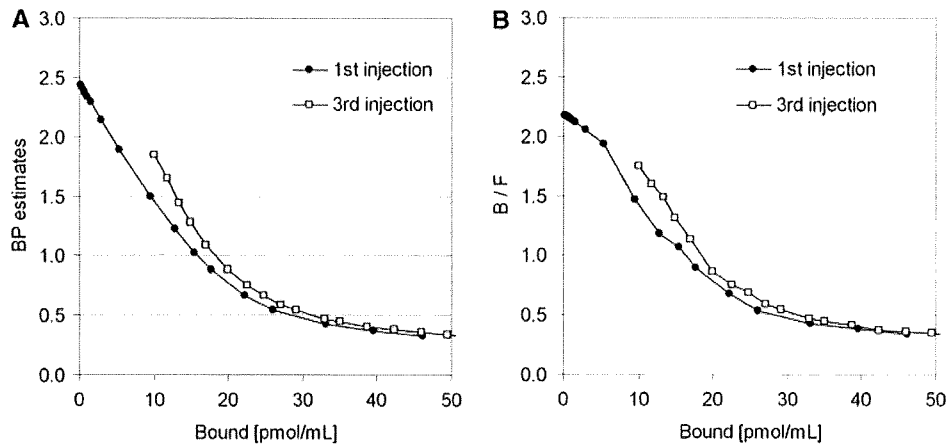 A
3.0
2.5
2.0
1.5
1.0
0.5
0.0
BP estimates
1st injection
3rd injection
0 10 20 30 40 50
Bound [pmol/mL]
B
3.0
2.5
2.0
1.5
1.0
0.5
0.0
B / F
1st injection
3rd injection
0 10 20 30 40 50
Bound [pmol/mL]